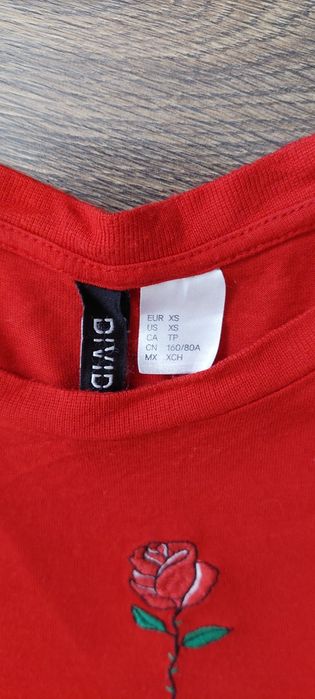 DIVID
EUR XS
US XS
CA TP
CN 160/80A
MX XCH